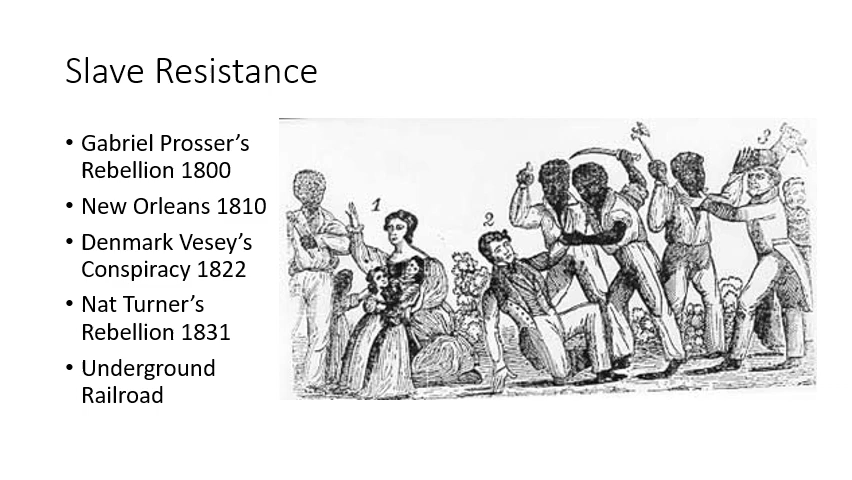 Slave Resistance
• Gabriel Prosser’s
Rebellion 1800
• New Orleans 1810
• Denmark Vesey’s
Conspiracy 1822
• Nat Turner’s
Rebellion 1831
• Underground
Railroad
1
2
3